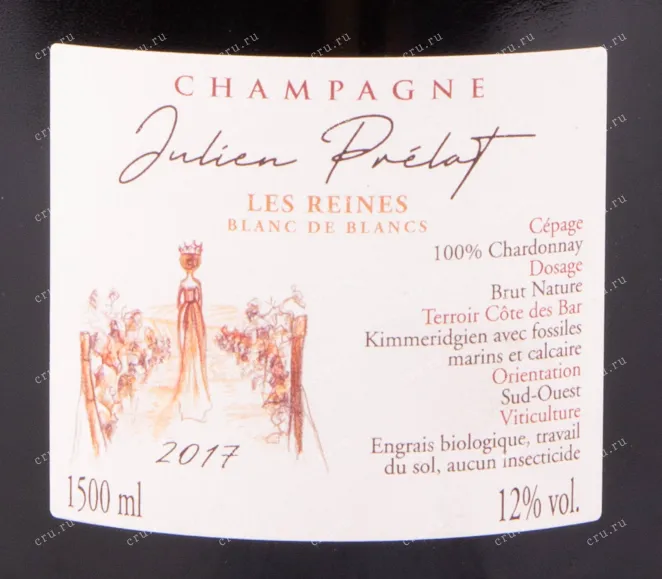 CHAMPAGNE
Julien Prélat
LES REINES
BLANC DE BLANCS
Cépage
100% Chardonnay
Dosage
Brut Nature
Terroir Côte des Bar
Kimmeridgien avec fossiles
marins et calcaire
Orientation
Sud-Ouest
Viticulture
Engrais biologique, travail
du sol, aucun insecticide
2017
1500 ml
12% vol.
cru.ru